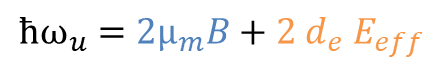 ħω_u = 2μ_m B + 2 d_e E_eff